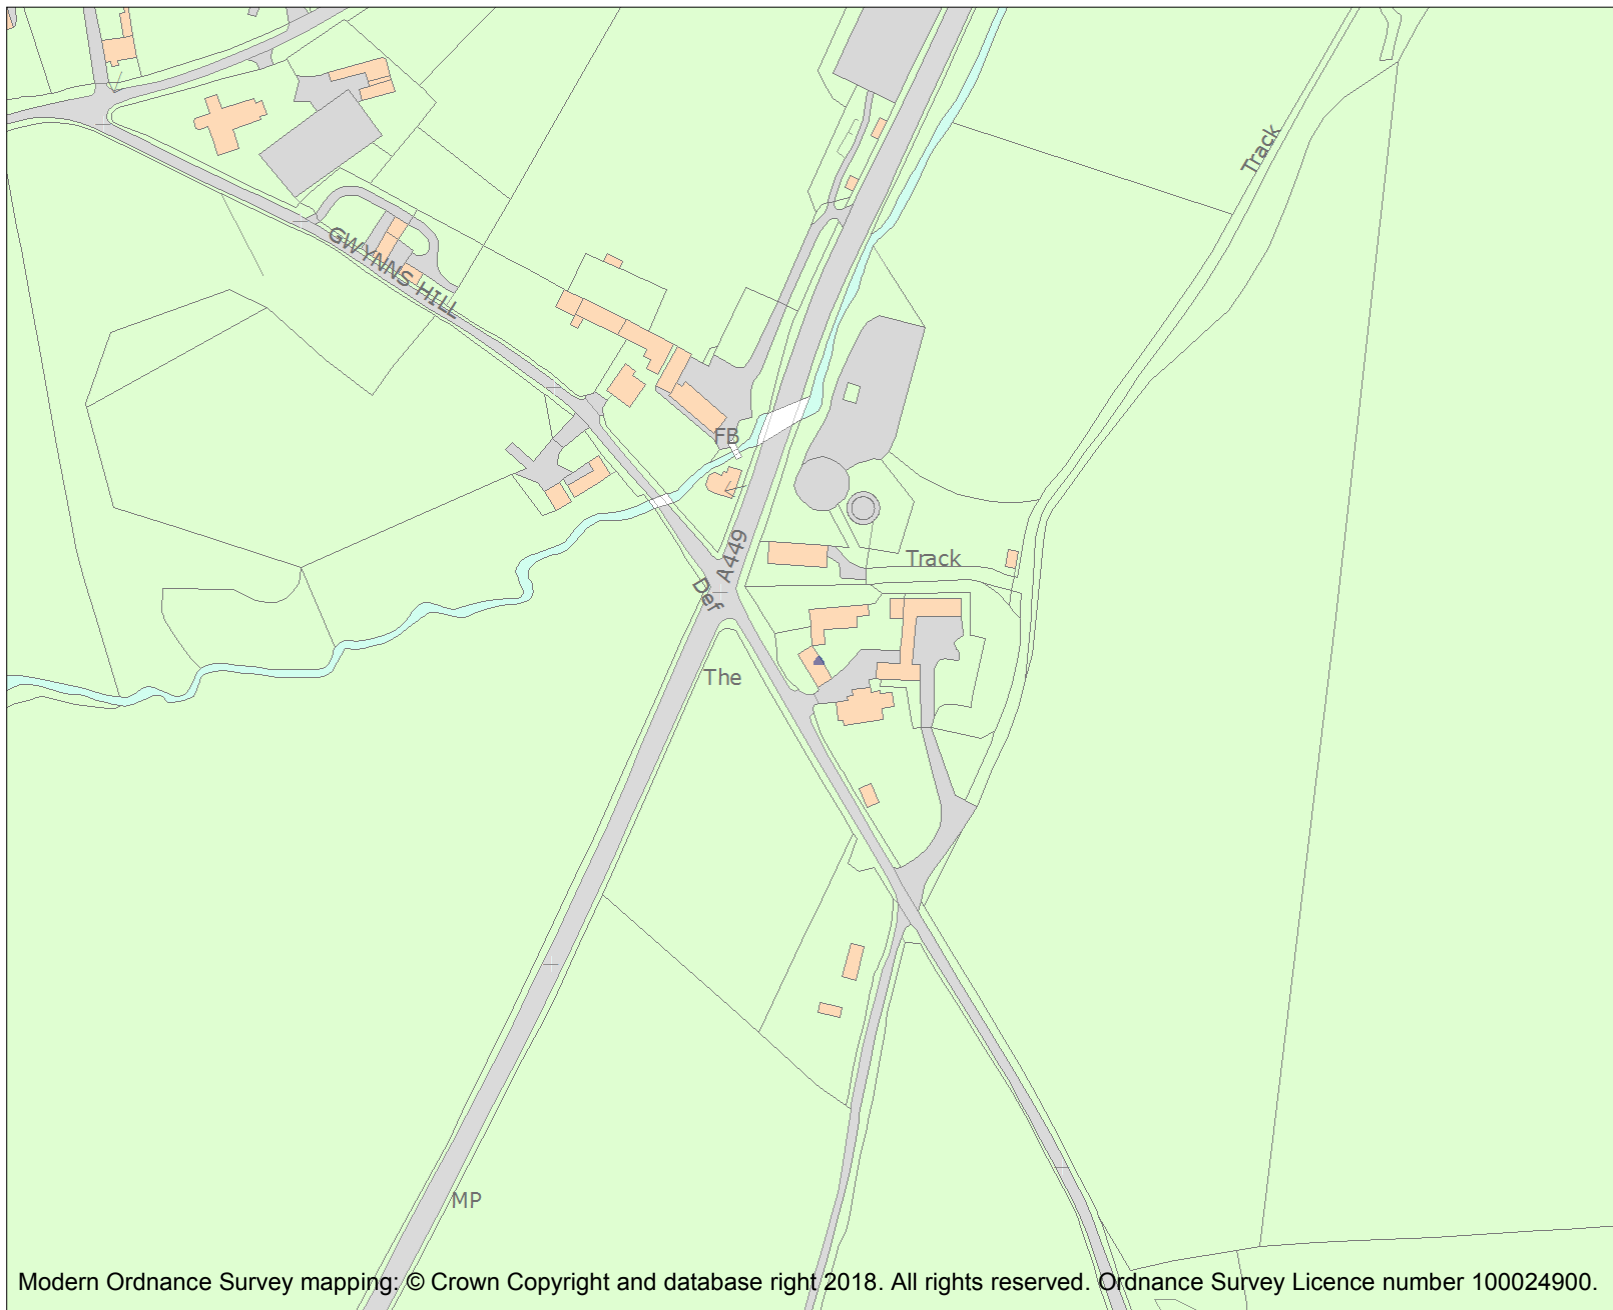 Track
GWYNNS HILL
FB
A449
Track
Def
The
MP
Modern Ordnance Survey mapping: © Crown Copyright and database right 2018. All rights reserved. Ordnance Survey Licence number 100024900.